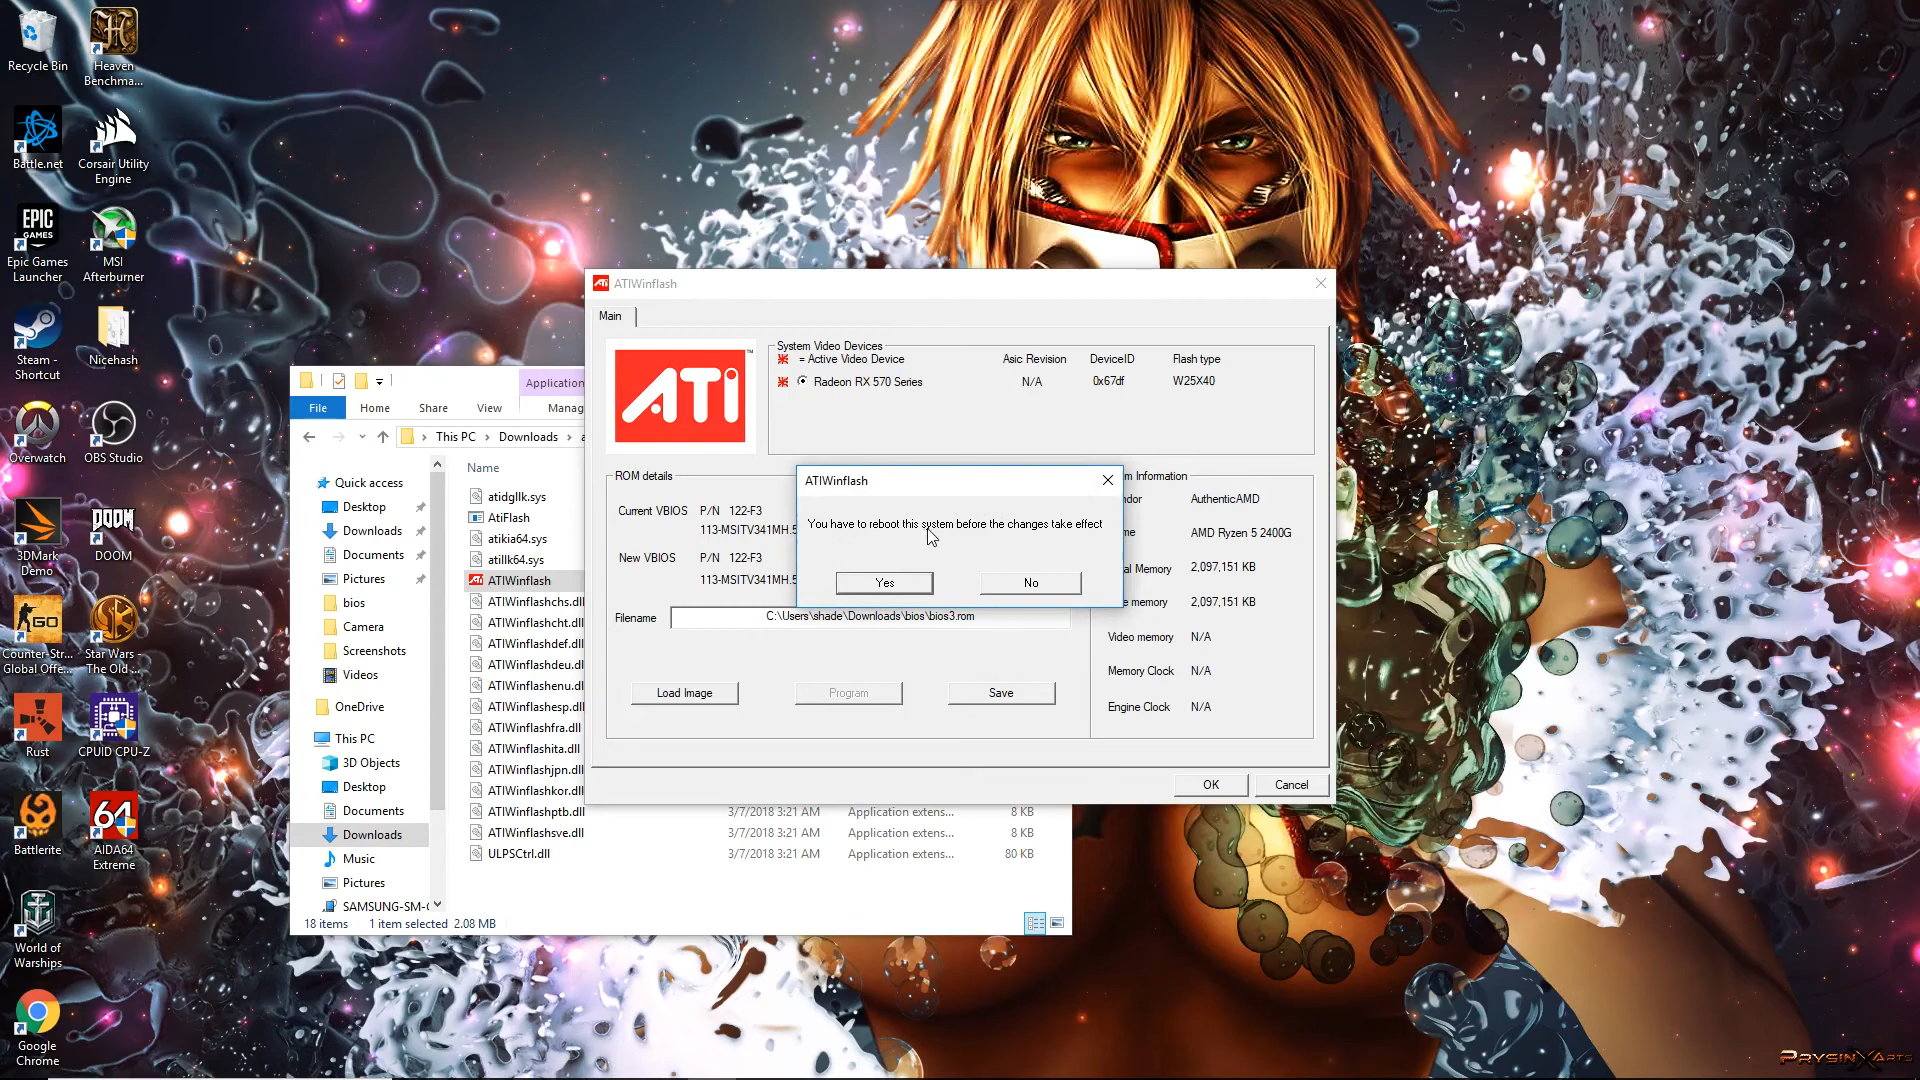 Recycle Bin
Heaven
Benchma...
Battle.net
Corsair Utility
Engine
EPIC
GAMES
Epic Games
Launcher
MSI
Afterburner
Steam -
Shortcut
Nicehash
Overwatch
OBS Studio
3DMark
Demo
DOOM
DOOM
GO
Counter-Str...
Global Offe...
Star Wars -
The Old ...
Rust
CPUID CPU-Z
Battlerite
64
AIDA64
Extreme
World of
Warships
Google
Chrome
Application
File
Home
Share
View
Manag
This PC
Downloads
Quick access
Desktop
Downloads
Documents
Pictures
bios
Camera
Screenshots
Videos
OneDrive
This PC
3D Objects
Desktop
Documents
Downloads
Music
Pictures
SAMSUNG-SM-
Name
atidgllk.sys
AtiFlash
atikia64.sys
atillk64.sys
ATIWinflash
ATIWinflashchs.dll
ATIWinflashcht.dll
ATIWinflashdef.dll
ATIWinflashdeu.dll
ATIWinflashenu.dll
ATIWinflashesp.dll
ATIWinflashfra.dll
ATIWinflashita.dll
ATIWinflashjpn.dll
ATIWinflashkor.dll
ATIWinflashptb.dll 3/7/2018 3:21 AM Application extens... 8 KB
ATIWinflashsve.dll 3/7/2018 3:21 AM Application extens... 8 KB
ULPSCtrl.dll 3/7/2018 3:21 AM Application extens... 80 KB
18 items 1 item selected 2.08 MB
ATi ATIWinflash
Main
ATi
TM
System Video Devices
= Active Video Device Asic Revision DeviceID Flash type
Radeon RX 570 Series N/A 0x67df W25X40
ROM details
Current VBIOS P/N 122-F3
113-MSITV341MH.5
New VBIOS P/N 122-F3
113-MSITV341MH.5
Filename C:\Users\shade\Downloads\bios\bios3.rom
Load Image
Program
Save
m Information
ndor AuthenticAMD
me AMD Ryzen 5 2400G
al Memory 2,097,151 KB
e memory 2,097,151 KB
Video memory N/A
Memory Clock N/A
Engine Clock N/A
OK
Cancel
ATIWinflash
You have to reboot this system before the changes take effect
Yes
No
PrysinXArts